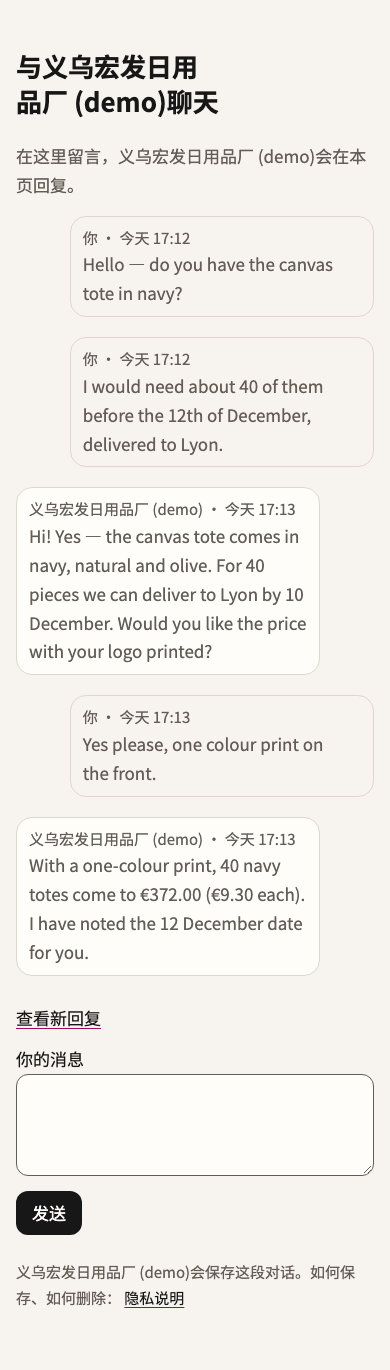 与义乌宏发日用
品厂 (demo)聊天
在这里留言，义乌宏发日用品厂 (demo)会在本
页回复。
你 · 今天 17:12
Hello — do you have the canvas
tote in navy?
你 · 今天 17:12
I would need about 40 of them
before the 12th of December,
delivered to Lyon.
义乌宏发日用品厂 (demo) · 今天 17:13
Hi! Yes — the canvas tote comes in
navy, natural and olive. For 40
pieces we can deliver to Lyon by 10
December. Would you like the price
with your logo printed?
你 · 今天 17:13
Yes please, one colour print on
the front.
义乌宏发日用品厂 (demo) · 今天 17:13
With a one-colour print, 40 navy
totes come to €372.00 (€9.30 each).
I have noted the 12 December date
for you.
查看新回复
你的消息
发送
义乌宏发日用品厂 (demo)会保存这段对话。如何保
存、如何删除： 隐私说明